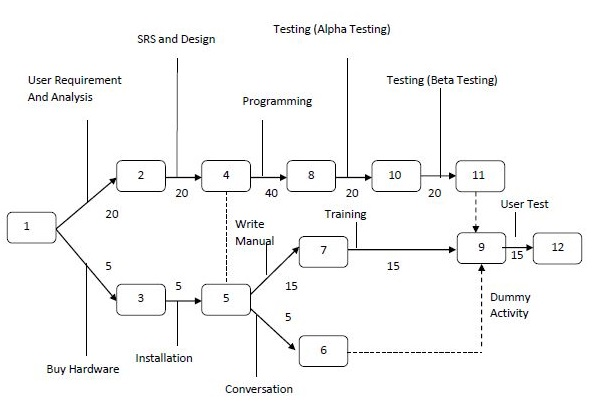 Testing (Alpha Testing)
SRS and Design
User Requirement
And Analysis
Testing (Beta Testing)
Programming
2
4
8
10
11
20
40
20
20
20
User Test
Training
Write
Manual
1
7
9
12
15
15
5
5
15
3
5
5
Dummy
Activity
6
Installation
Buy Hardware
Conversation